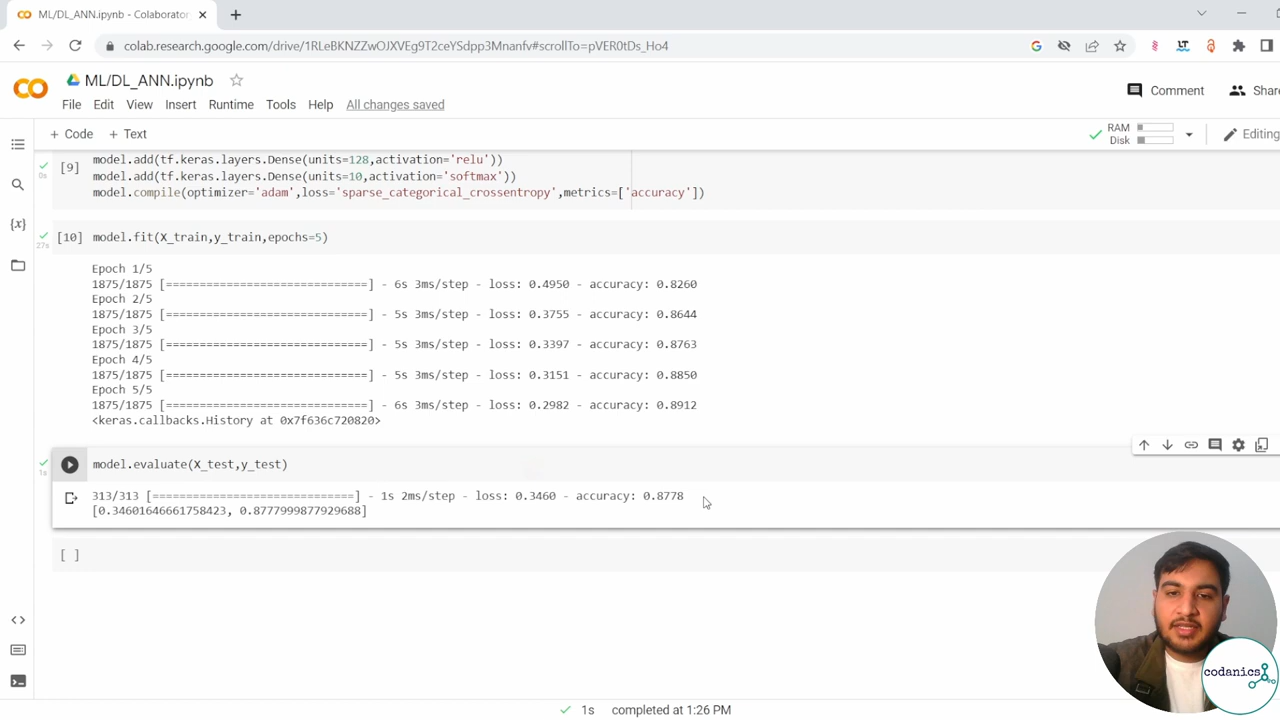 ML/DL_ANN.ipynb - Colaborator
colab.research.google.com/drive/1RLeBKNZZwOJXVEg9T2ceYSdpp3Mnanfv#scrollTo=pVER0tDs_Ho4
ML/DL_ANN.ipynb
File Edit View Insert Runtime Tools Help All changes saved
Comment
Share
+ Code + Text
RAM
Disk
Editing
[9]
0s
model.add(tf.keras.layers.Dense(units=128,activation='relu'))
model.add(tf.keras.layers.Dense(units=10,activation='softmax'))
model.compile(optimizer='adam',loss='sparse_categorical_crossentropy',metrics=['accuracy'])
[10] model.fit(X_train,y_train,epochs=5)
27s
Epoch 1/5
1875/1875 [==============================] - 6s 3ms/step - loss: 0.4950 - accuracy: 0.8260
Epoch 2/5
1875/1875 [==============================] - 5s 3ms/step - loss: 0.3755 - accuracy: 0.8644
Epoch 3/5
1875/1875 [==============================] - 5s 3ms/step - loss: 0.3397 - accuracy: 0.8763
Epoch 4/5
1875/1875 [==============================] - 5s 3ms/step - loss: 0.3151 - accuracy: 0.8850
Epoch 5/5
1875/1875 [==============================] - 6s 3ms/step - loss: 0.2982 - accuracy: 0.8912
<keras.callbacks.History at 0x7f636c720820>
model.evaluate(X_test,y_test)
1s
313/313 [==============================] - 1s 2ms/step - loss: 0.3460 - accuracy: 0.8778
[0.34601646661758423, 0.8777999877929688]
[ ]
codanics
1s completed at 1:26 PM